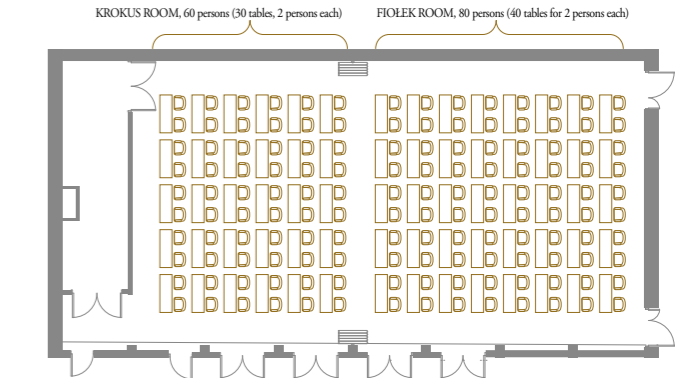 KROKUS ROOM, 60 persons (30 tables, 2 persons each)
FIOŁEK ROOM, 80 persons (40 tables for 2 persons each)